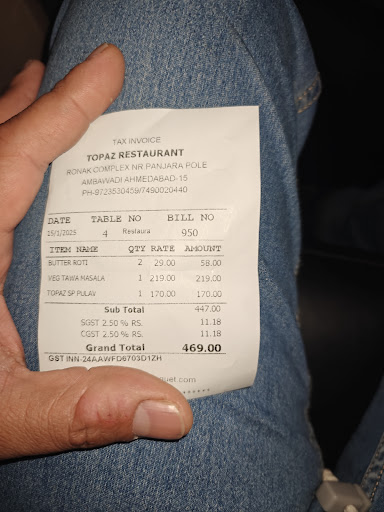 TAX INVOICE
TOPAZ RESTAURANT
RONAK COMPLEX NR.PANJARA POLE
AMBAWADI AHMEDABAD-15
PH-9723530459/7490020440
DATE TABLE NO BILL NO
15/1/2025 4 Restaura 950
ITEM NAME QTY RATE AMOUNT
BUTTER ROTI 2 29.00 58.00
VEG TAWA MASALA 1 219.00 219.00
TOPAZ SP PULAV 1 170.00 170.00
Sub Total 447.00
SGST 2.50 % RS. 11.18
CGST 2.50 % RS. 11.18
Grand Total 469.00
GST INN-24AAWFD6703D1ZH